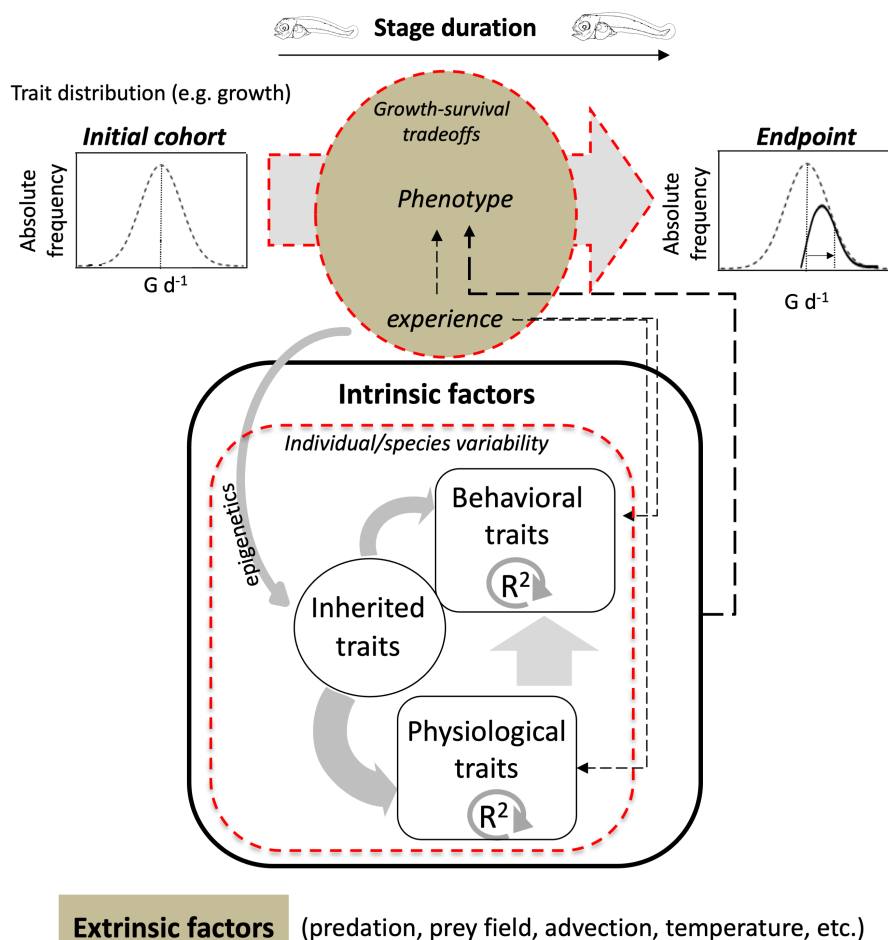 Stage duration
Trait distribution (e.g. growth)
Initial cohort
Absolute
frequency
G d-1
Growth-survival
tradeoffs
Phenotype
experience
Endpoint
Absolute
frequency
G d-1
Intrinsic factors
Individual/species variability
epigenetics
Behavioral
traits
R2
Inherited
traits
Physiological
traits
R2
Extrinsic factors (predation, prey field, advection, temperature, etc.)